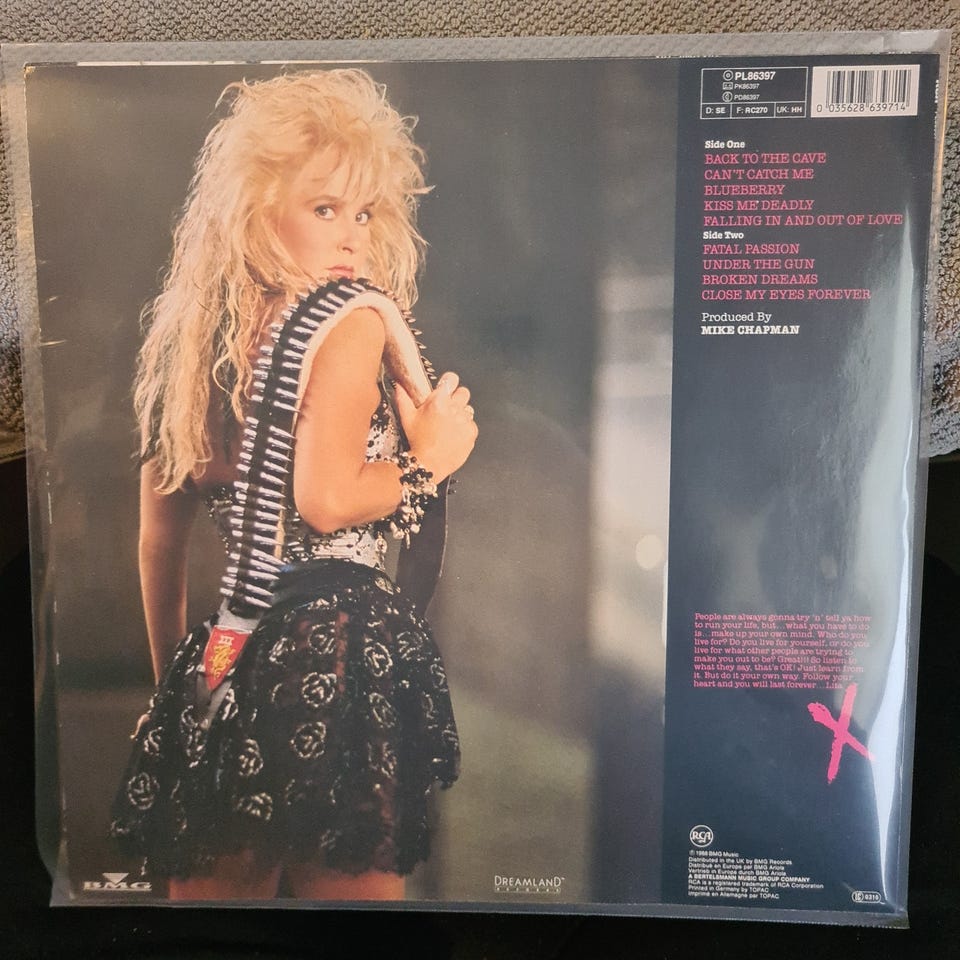 PL86397
PK86397
PD86397
D: SE F: RC270 UK: HH
0 035628 639714
Side One
BACK TO THE CAVE
CAN'T CATCH ME
BLUEBERRY
KISS ME DEADLY
FALLING IN AND OUT OF LOVE
Side Two
FATAL PASSION
UNDER THE GUN
BROKEN DREAMS
CLOSE MY EYES FOREVER
Produced By
MIKE CHAPMAN
People are always gonna try 'n' tell ya how
to run your life, but...what you have to do
is...make up your own mind. Who do you
live for? Do you live for yourself, or do you
live for what other people are trying to
make you out to be? Great!!! So listen to
what they say, that's OK! Just learn from
it. But do it your own way. Follow your
heart and you will last forever...Lita
X
RCA
℗ 1988 BMG Music
Distributed in the UK by BMG Records
Distribué en Europe par BMG Ariola
Vertrieb in Europa durch BMG Ariola
A BERTELSMANN MUSIC GROUP COMPANY
RCA is a registered trademark of RCA Corporation
Printed in Germany by TOPAC
Imprimé en Allemagne par TOPAC
BMG
DREAMLAND
RECORDS
LC 0316